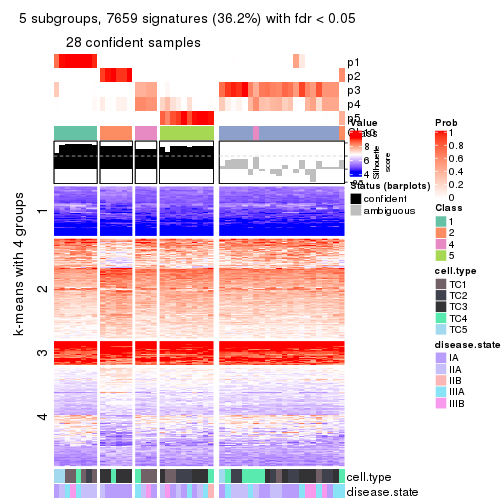 5 subgroups, 7659 signatures (36.2%) with fdr < 0.05
28 confident samples
p1
p2
p3
p4
p5
Class
k-means with 4 groups
1
2
3
4
cell.type
disease.state
Value
10
8
6
4
Silhouette
score
Status (barplots)
confident
ambiguous
Prob
1
0.8
0.6
0.4
0.2
0
Class
1
2
4
5
cell.type
TC1
TC2
TC3
TC4
TC5
disease.state
IA
IIA
IIB
IIIA
IIIB